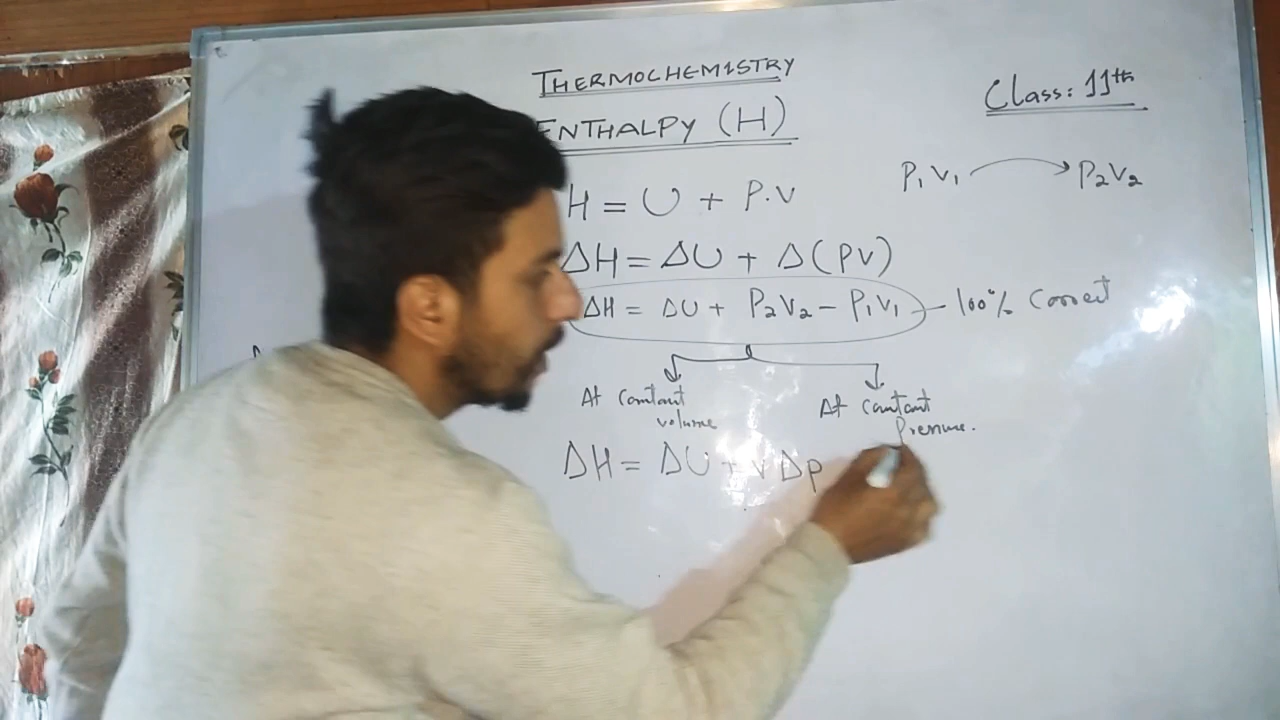 THERMOCHEMISTRY
Class: 11th
ENTHALPY (H)
P₁V₁ → P₂V₂
H = U + P.V
ΔH = ΔU + Δ(PV)
ΔH = ΔU + P₂V₂ – P₁V₁ – 100% Correct
At Constant volume
At Constant Pressure.
ΔH = ΔU + VΔP